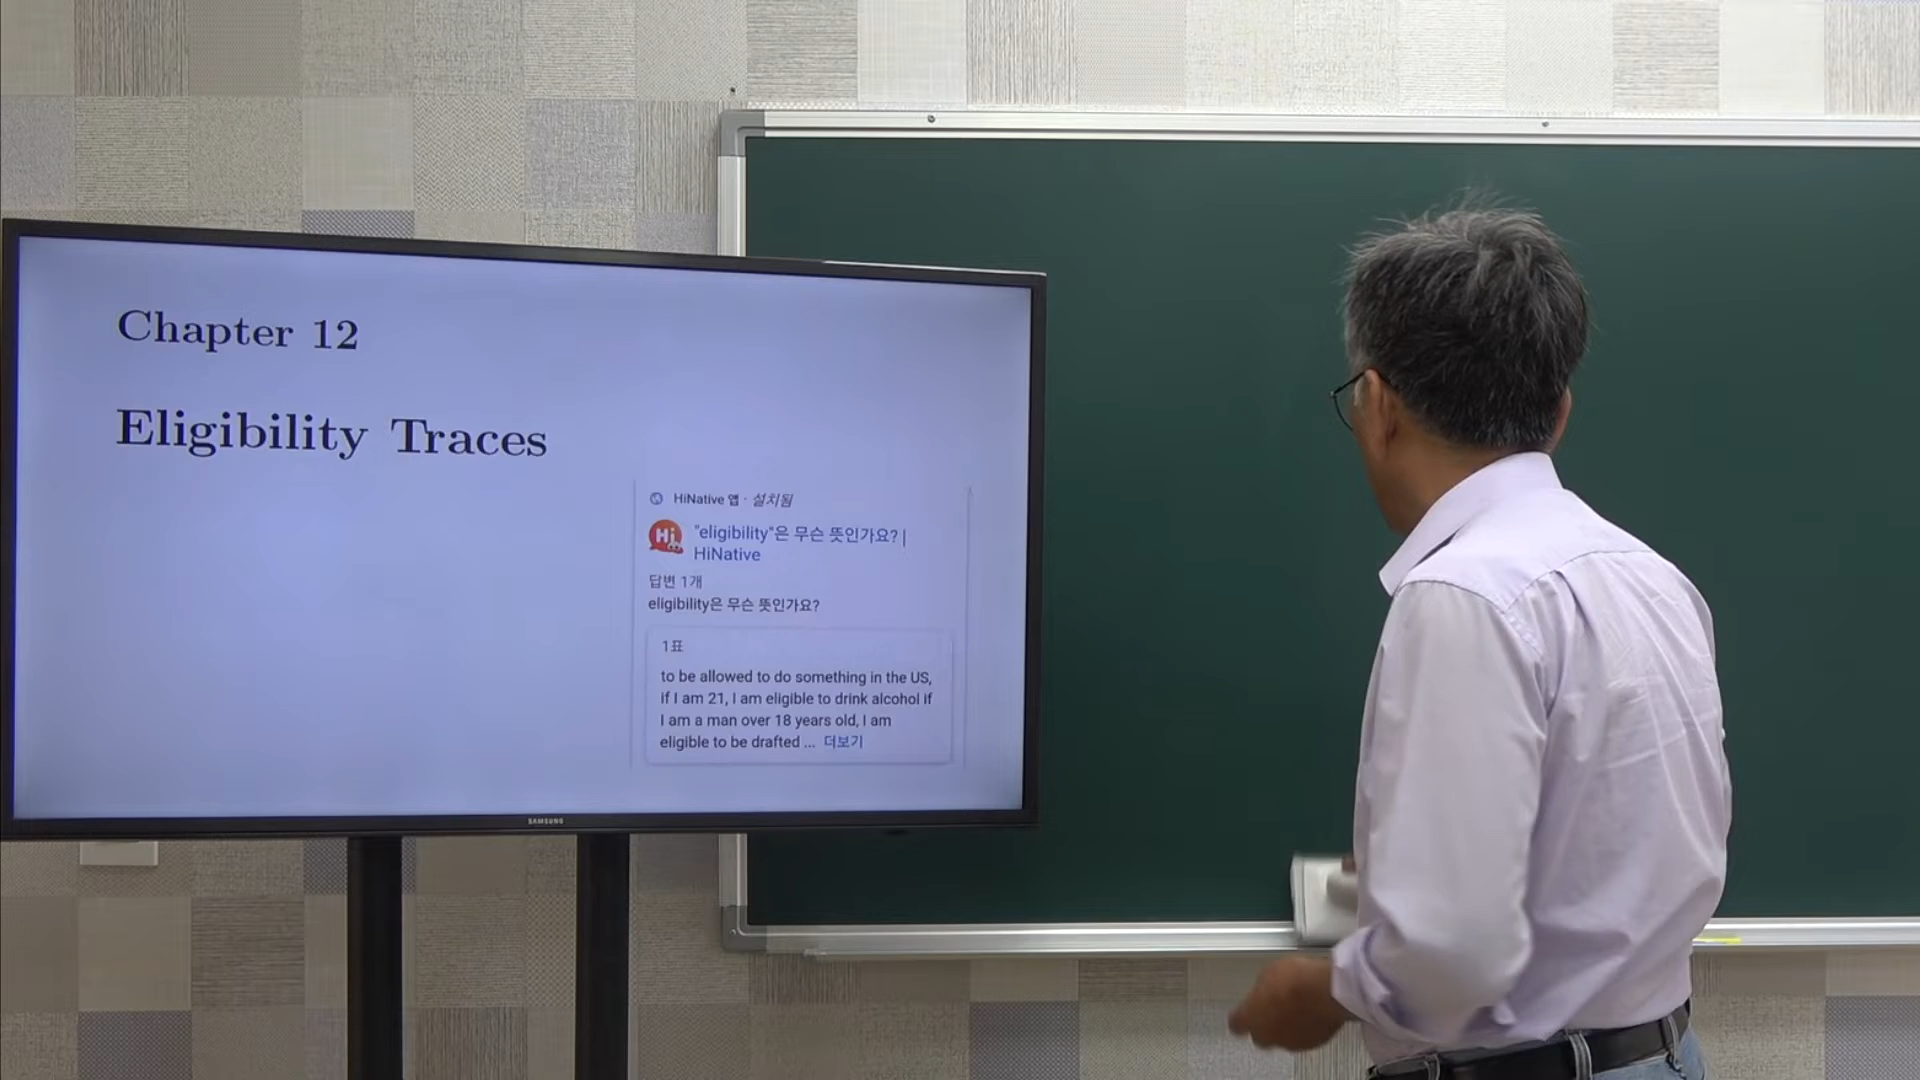 Chapter 12
Eligibility Traces
HiNative 앱 · 설치됨
Hi
"eligibility"은 무슨 뜻인가요? |
HiNative
답변 1개
eligibility은 무슨 뜻인가요?
1표
to be allowed to do something in the US,
if I am 21, I am eligible to drink alcohol if
I am a man over 18 years old, I am
eligible to be drafted ... 더보기
SAMSUNG